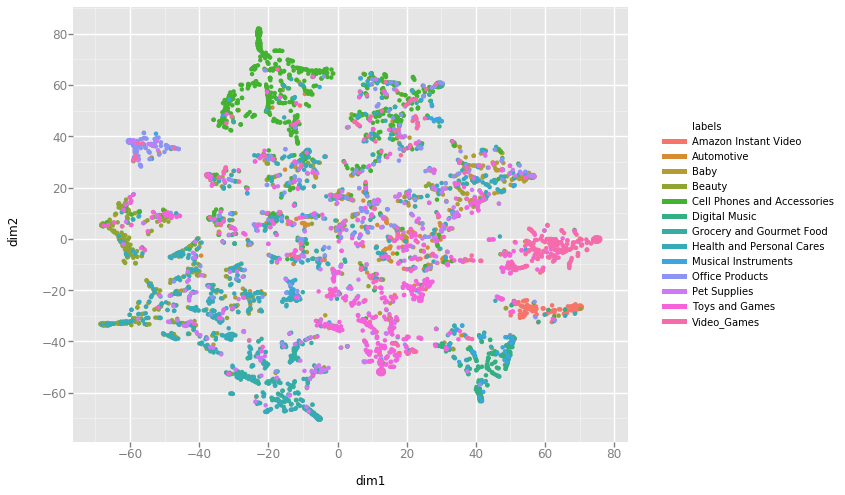 80
60
40
20
0
−20
−40
−60
dim2
−60
−40
−20
0
20
40
60
80
dim1
labels
Amazon Instant Video
Automotive
Baby
Beauty
Cell Phones and Accessories
Digital Music
Grocery and Gourmet Food
Health and Personal Cares
Musical Instruments
Office Products
Pet Supplies
Toys and Games
Video_Games